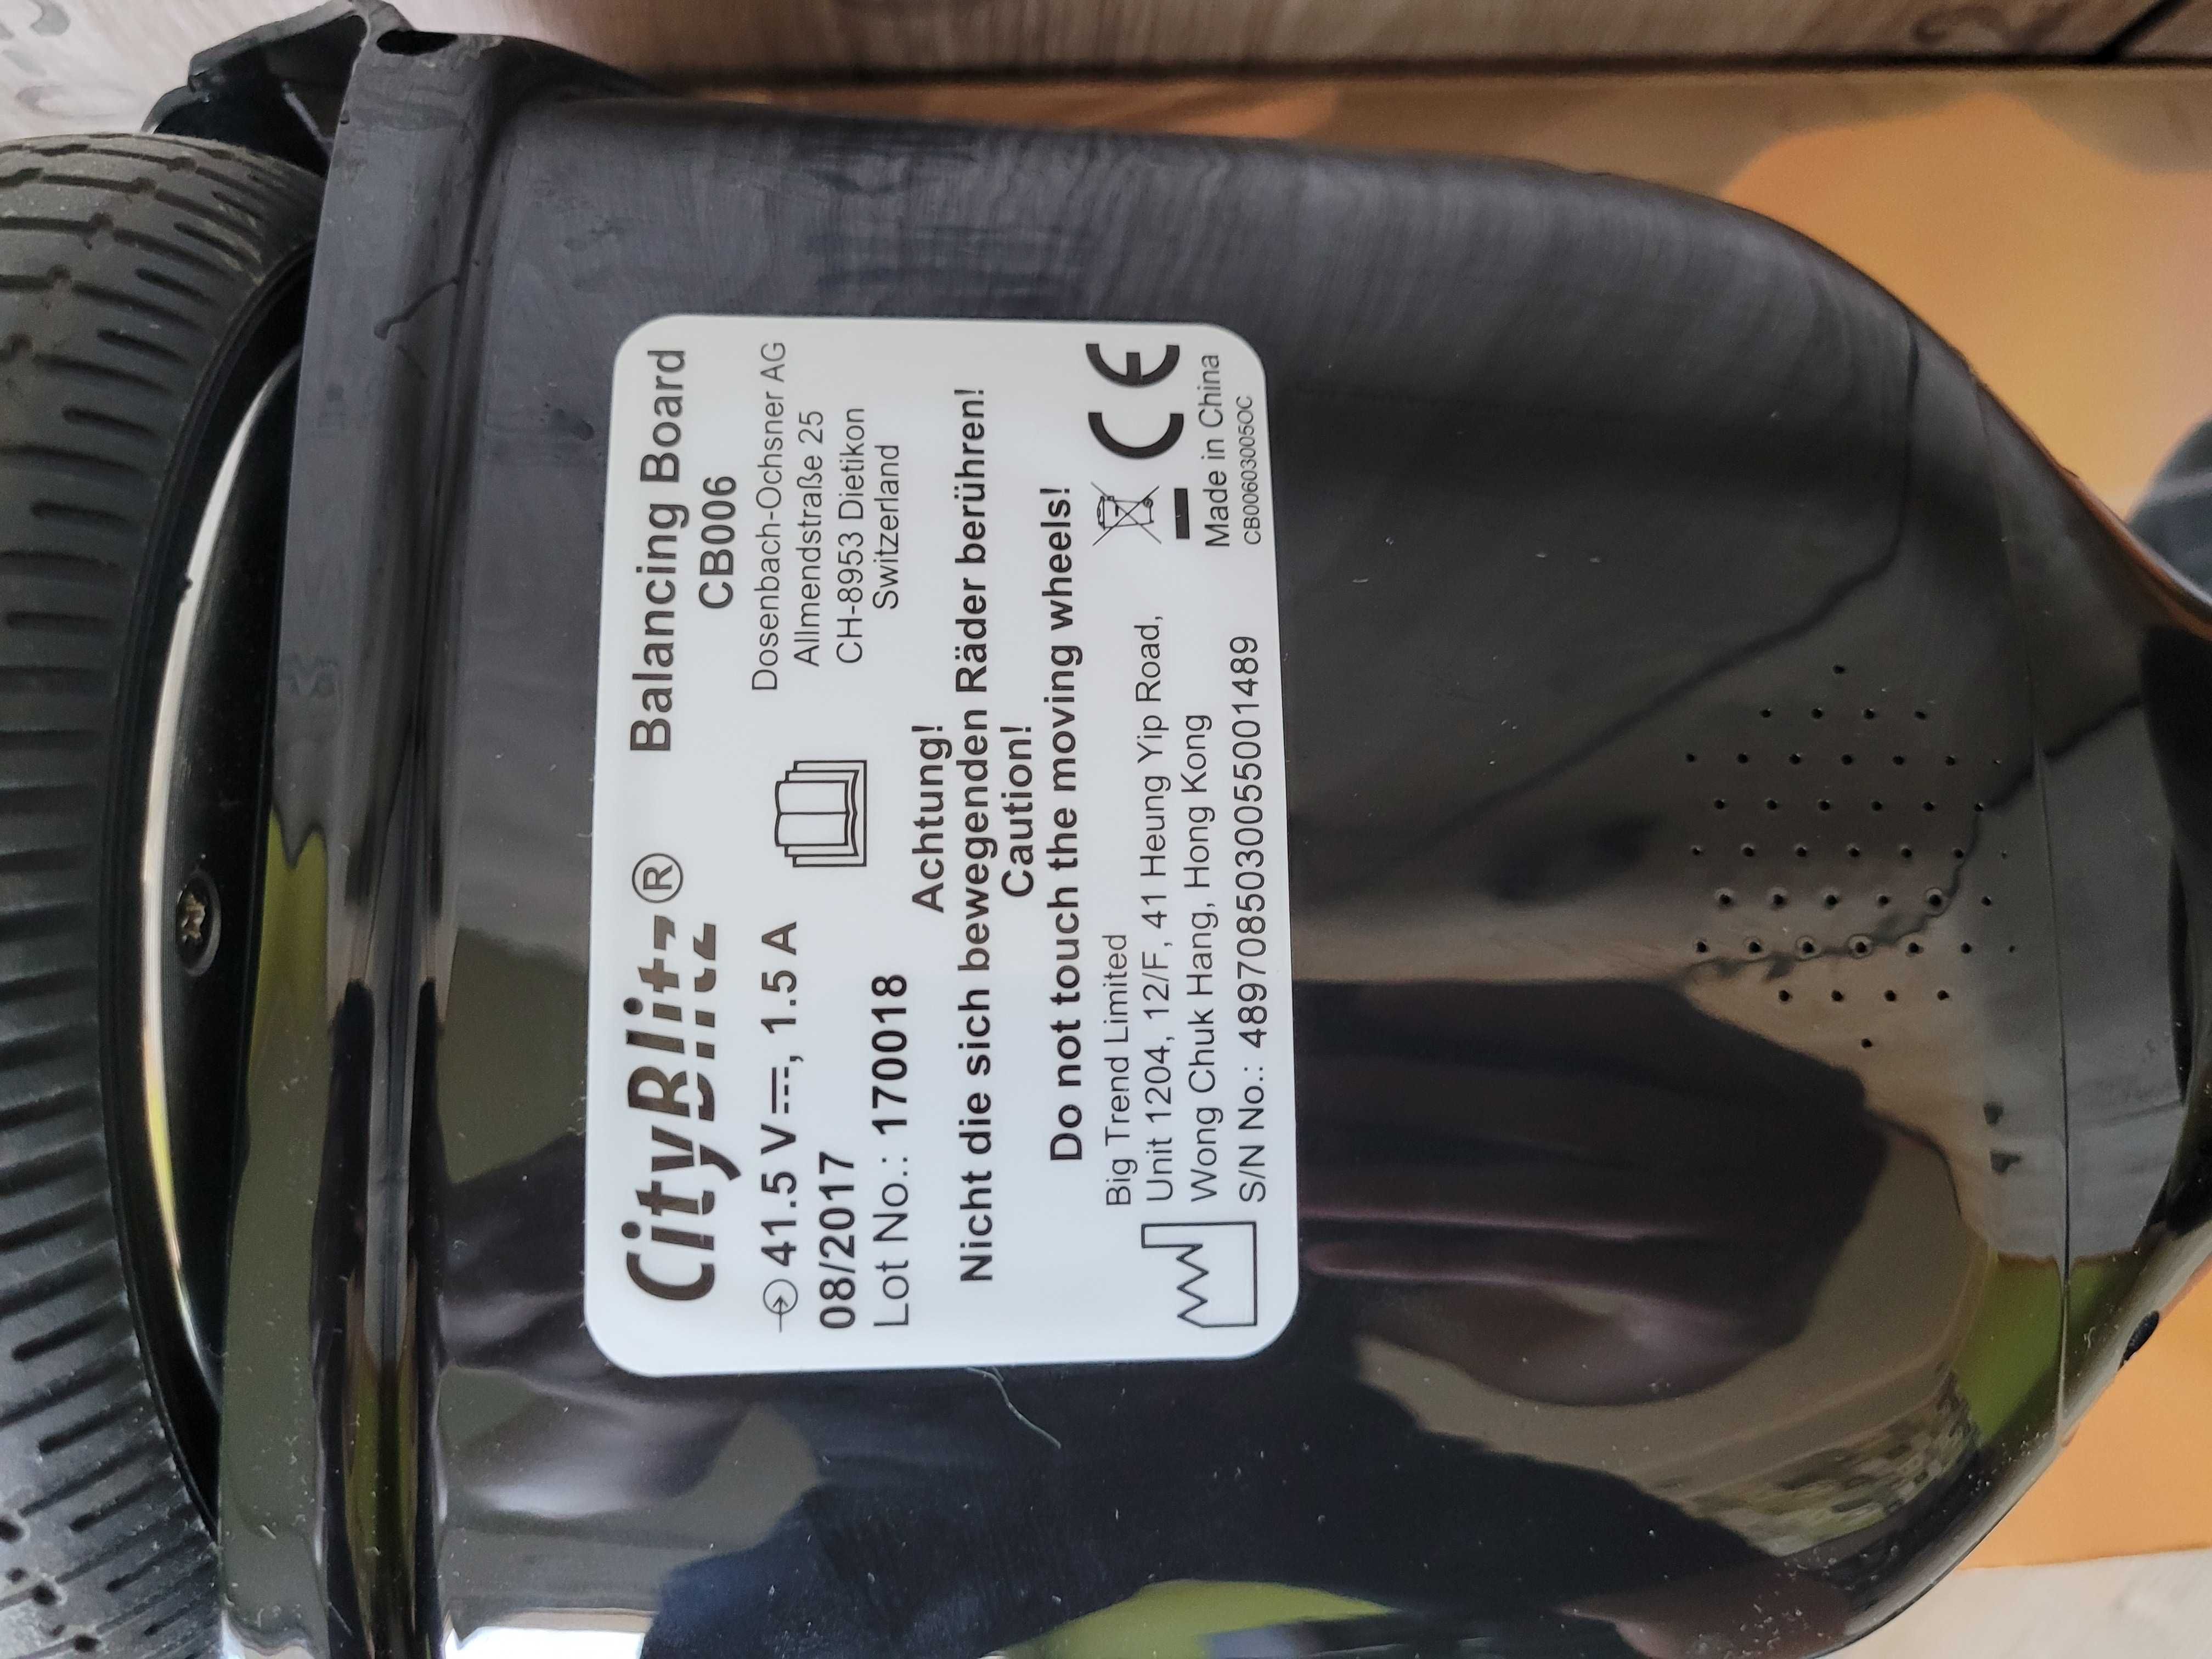 CityBlitz® Balancing Board
CB006
41.5 V⎓, 1.5 A
08/2017
Lot No.: 1700018
Dosenbach-Ochsner AG
Allmendstraße 25
CH-8953 Dietikon
Switzerland
Achtung!
Nicht die sich bewegenden Räder berühren!
Caution!
Do not touch the moving wheels!
Big Trend Limited
Unit 1204, 12/F, 41 Heung Yip Road,
Wong Chuk Hang, Hong Kong
S/N No.: 4897085030055001489
CE
Made in China
CB00603005OC